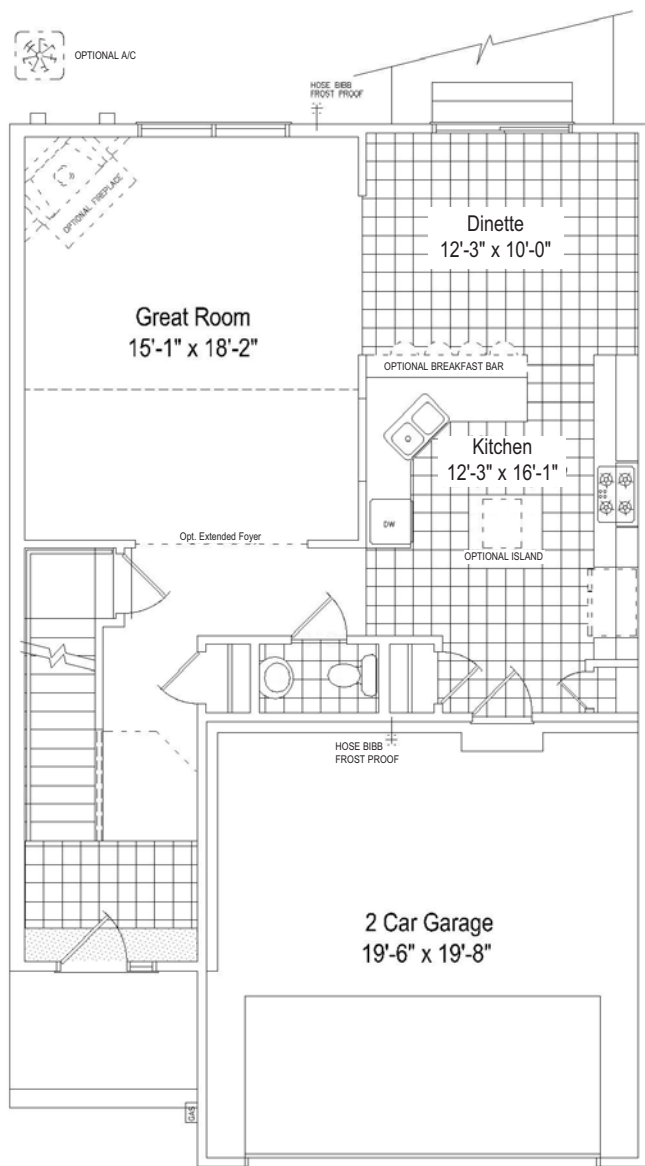 OPTIONAL A/C
HOSE BIBB
FROST PROOF
OPTIONAL FIREPLACE
Dinette
12'-3" x 10'-0"
Great Room
15'-1" x 18'-2"
OPTIONAL BREAKFAST BAR
Kitchen
12'-3" x 16'-1"
DW
OPTIONAL ISLAND
Opt. Extended Foyer
HOSE BIBB
FROST PROOF
2 Car Garage
19'-6" x 19'-8"
GAS